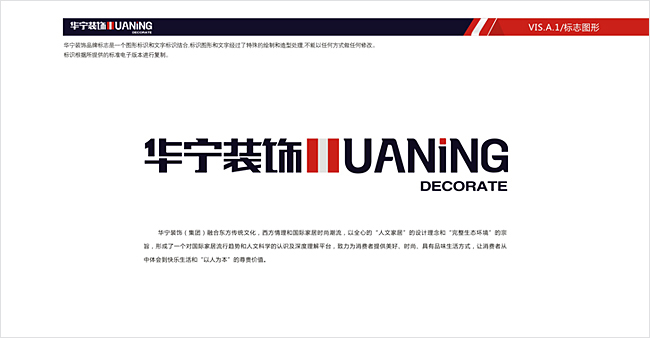 华宁装饰 HUANING
DECORATE
VIS.A.1/标志图形
华宁装饰品牌标志是一个图形标识和文字标识结合,标识图形和文字经过了特殊的绘制和造型处理,不能以任何方式做任何修改。
标识根据所提供的标准电子版本进行复制。
华宁装饰 HUANING
DECORATE
华宁装饰（集团）融合东方传统文化，西方情理和国际家居时尚潮流，以全心的“人文家居”的设计理念和“完整生态环境”的宗
旨，形成了一个对国际家居流行趋势和人文科学的认识及深度理解平台，致力为消费者提供美好、时尚、具有品味生活方式，让消费者从
中体会到快乐生活和“以人为本”的尊贵价值。